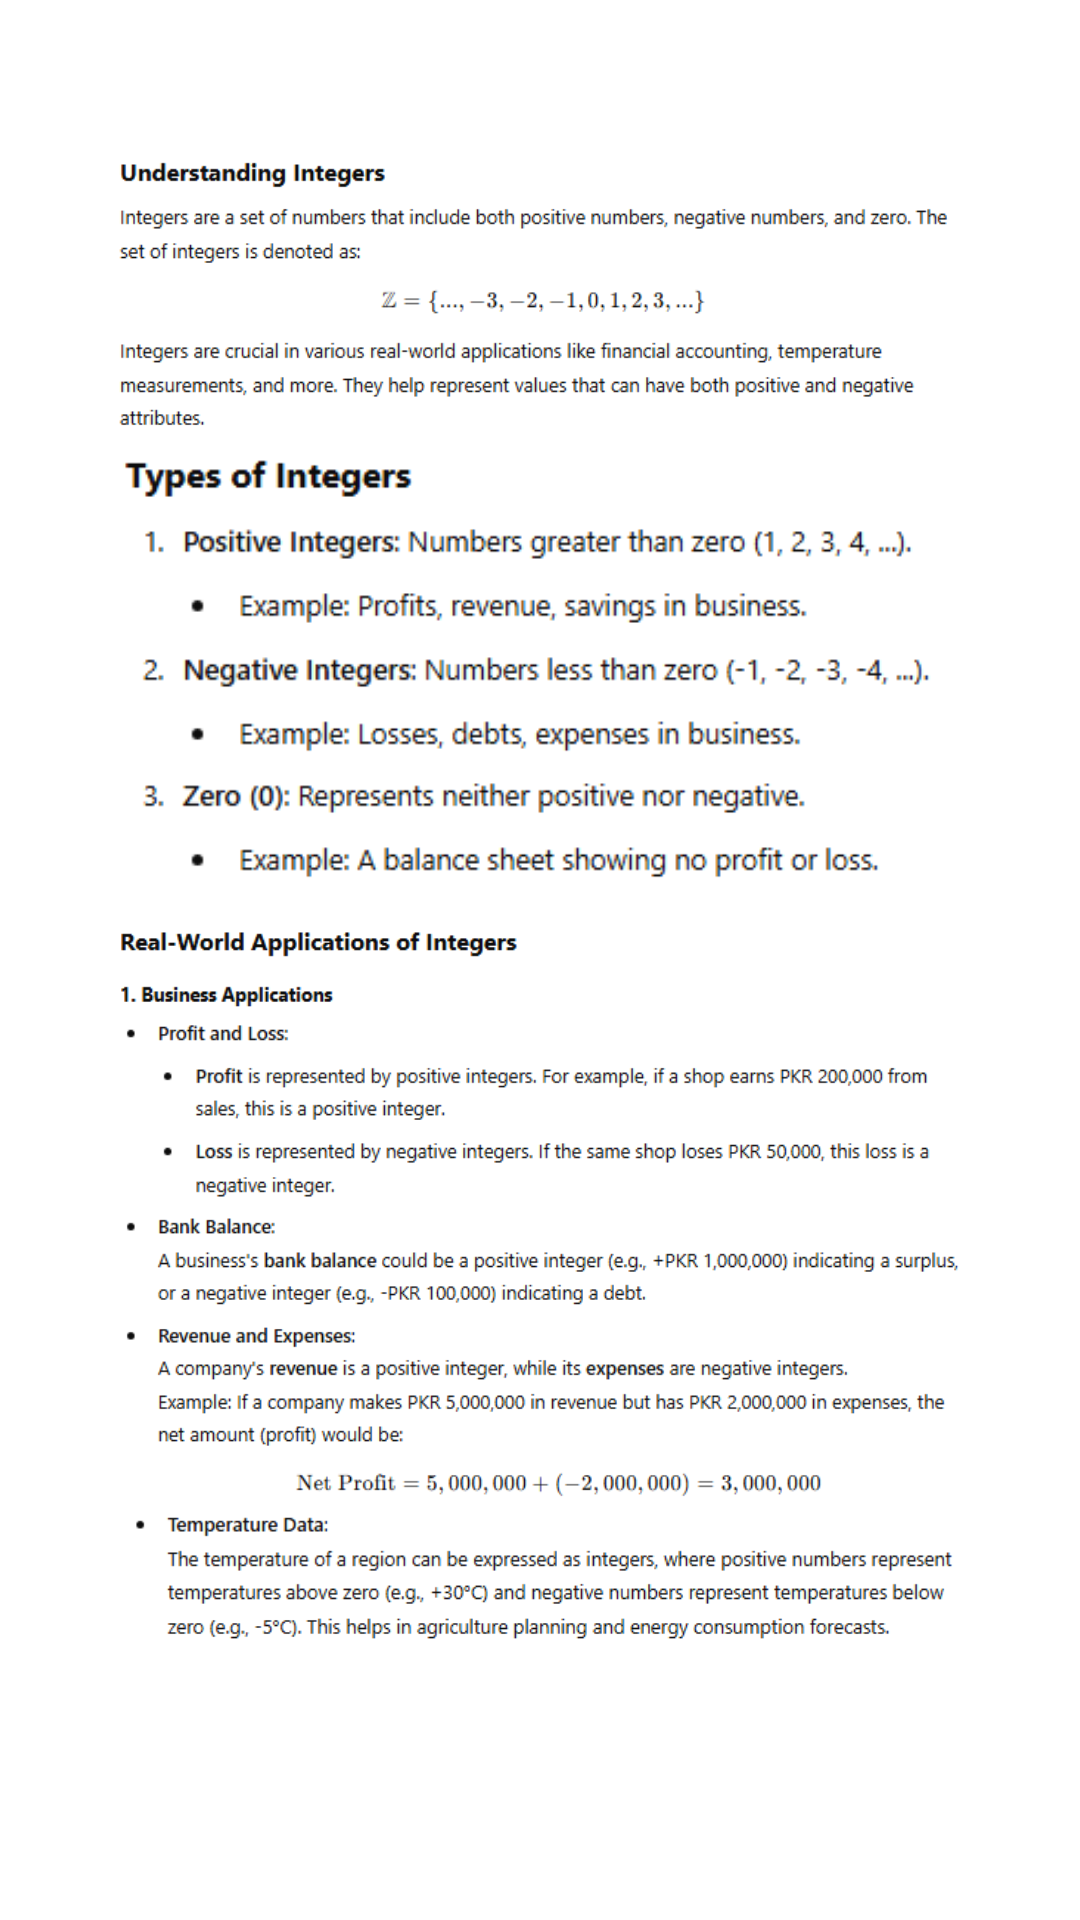 Understanding Integers
Integers are a set of numbers that include both positive numbers, negative numbers, and zero. The
set of integers is denoted as:
ℤ = {..., −3, −2, −1, 0, 1, 2, 3, ...}
Integers are crucial in various real-world applications like financial accounting, temperature
measurements, and more. They help represent values that can have both positive and negative
attributes.
Types of Integers
1. Positive Integers: Numbers greater than zero (1, 2, 3, 4, ...).
• Example: Profits, revenue, savings in business.
2. Negative Integers: Numbers less than zero (-1, -2, -3, -4, ...).
• Example: Losses, debts, expenses in business.
3. Zero (0): Represents neither positive nor negative.
• Example: A balance sheet showing no profit or loss.
Real-World Applications of Integers
1. Business Applications
• Profit and Loss:
• Profit is represented by positive integers. For example, if a shop earns PKR 200,000 from
sales, this is a positive integer.
• Loss is represented by negative integers. If the same shop loses PKR 50,000, this loss is a
negative integer.
• Bank Balance:
A business's bank balance could be a positive integer (e.g., +PKR 1,000,000) indicating a surplus,
or a negative integer (e.g., -PKR 100,000) indicating a debt.
• Revenue and Expenses:
A company's revenue is a positive integer, while its expenses are negative integers.
Example: If a company makes PKR 5,000,000 in revenue but has PKR 2,000,000 in expenses, the
net amount (profit) would be:
Net Profit = 5,000,000 + (−2,000,000) = 3,000,000
• Temperature Data:
The temperature of a region can be expressed as integers, where positive numbers represent
temperatures above zero (e.g., +30°C) and negative numbers represent temperatures below
zero (e.g., -5°C). This helps in agriculture planning and energy consumption forecasts.